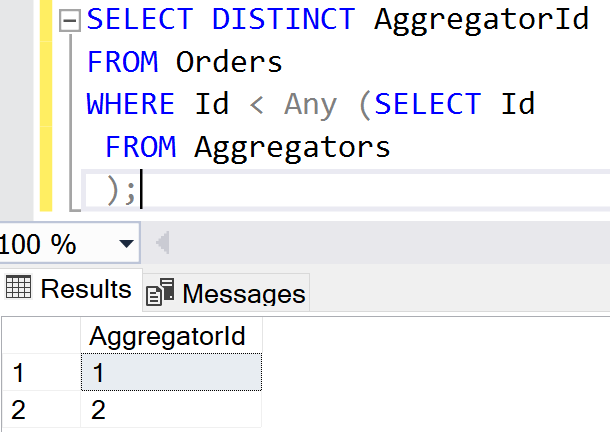 SELECT DISTINCT AggregatorId
FROM Orders
WHERE Id < Any (SELECT Id
FROM Aggregators
);
100 %
Results Messages
AggregatorId
1 1
2 2